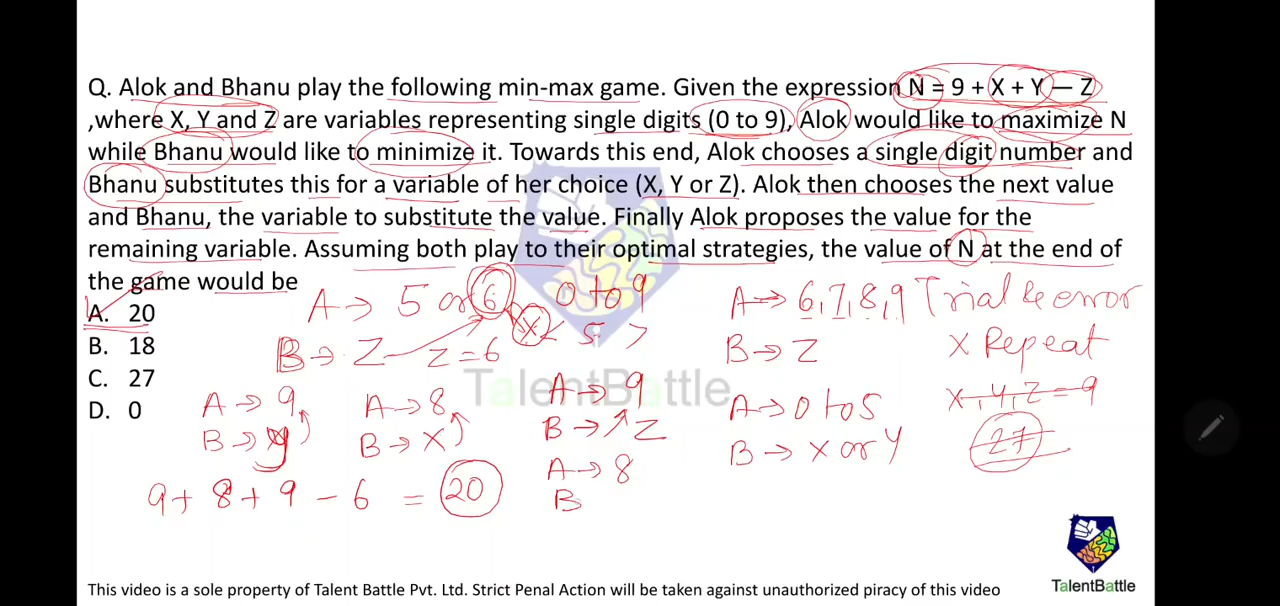 Q. Alok and Bhanu play the following min-max game. Given the expression N = 9 + X + Y — Z
,where X, Y and Z are variables representing single digits (0 to 9), Alok would like to maximize N
while Bhanu would like to minimize it. Towards this end, Alok chooses a single digit number and
Bhanu substitutes this for a variable of her choice (X, Y or Z). Alok then chooses the next value
and Bhanu, the variable to substitute the value. Finally Alok proposes the value for the
remaining variable. Assuming both play to their optimal strategies, the value of N at the end of
the game would be
A. 20
B. 18
C. 27
D. 0
A → 5 or 6
0 to 9
X < 5 >
B → Z
Z = 6
A → 9
B → y
A → 8
B → X
9 + 8 + 9 - 6 = 20
A → 9
B → Z
A → 8
B
A → 6, 7, 8, 9
B → Z
A → 0 to 5
B → X or Y
Trial & error
X Repeat
X, Y, Z = 9
27
TalentBattle
TalentBattle
This video is a sole property of Talent Battle Pvt. Ltd. Strict Penal Action will be taken against unauthorized piracy of this video